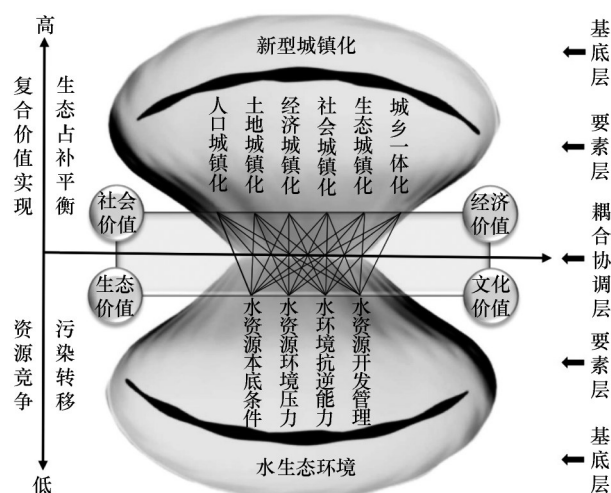 高
新型城镇化
基底层
复合价值实现
生态占补平衡
人口城镇化
土地城镇化
经济城镇化
社会城镇化
生态城镇化
城乡一体化
要素层
社会
价值
经济
价值
耦合协调层
生态
价值
文化
价值
资源竞争
污染转移
水资源本底条件
水资源环境压力
水环境抗逆能力
水资源开发管理
要素层
水生态环境
基底层
低